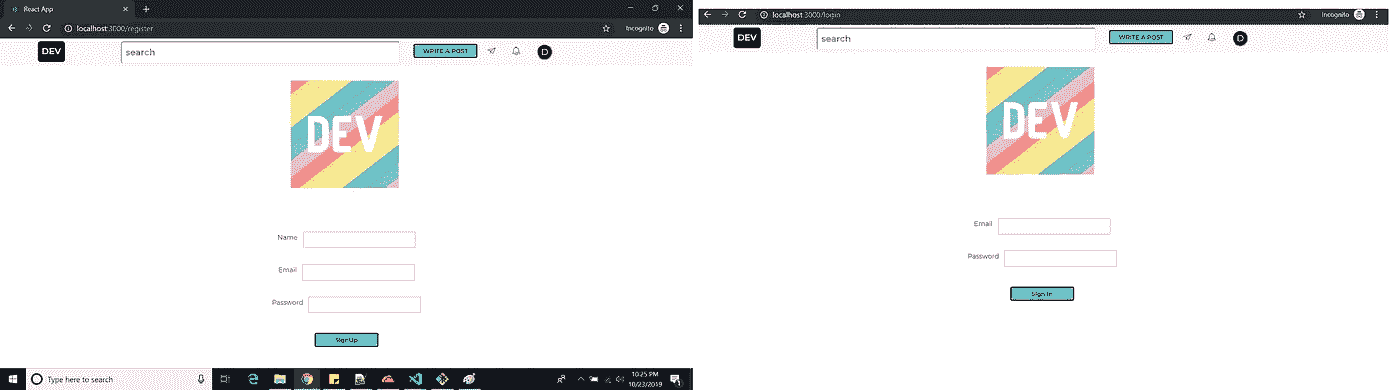 React App
localhost:3000/register
Incognito
DEV
search
WRITE A POST
D
DEV
Name
Email
Password
Sign Up
Type here to search
10:25 PM
10/23/2019
localhost:3000/login
Incognito
DEV
search
WRITE A POST
D
DEV
Email
Password
Sign In